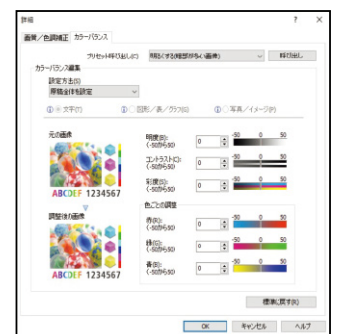 詳細
?
×
画質／色調補正
カラーバランス
プリセット呼び出し(C):
明るくする(暗部が多い画像)
呼び出し
カラーバランス編集
設定方法(S):
原稿全体を設定
文字(T)
図形／表／グラフ(G)
写真／イメージ(P)
元の画像
ABCDEF 1234567
調整後の画像
ABCDEF 1234567
明度(B):
(-50から50)
0
-50 0 50
コントラスト(C):
(-50から50)
0
-50 0 50
彩度(S):
(-50から50)
0
-50 0 50
色ごとの調整
赤(R):
(-50から50)
0
-50 0 50
緑(G):
(-50から50)
0
-50 0 50
青(B):
(-50から50)
0
-50 0 50
標準に戻す(R)
OK
キャンセル
ヘルプ